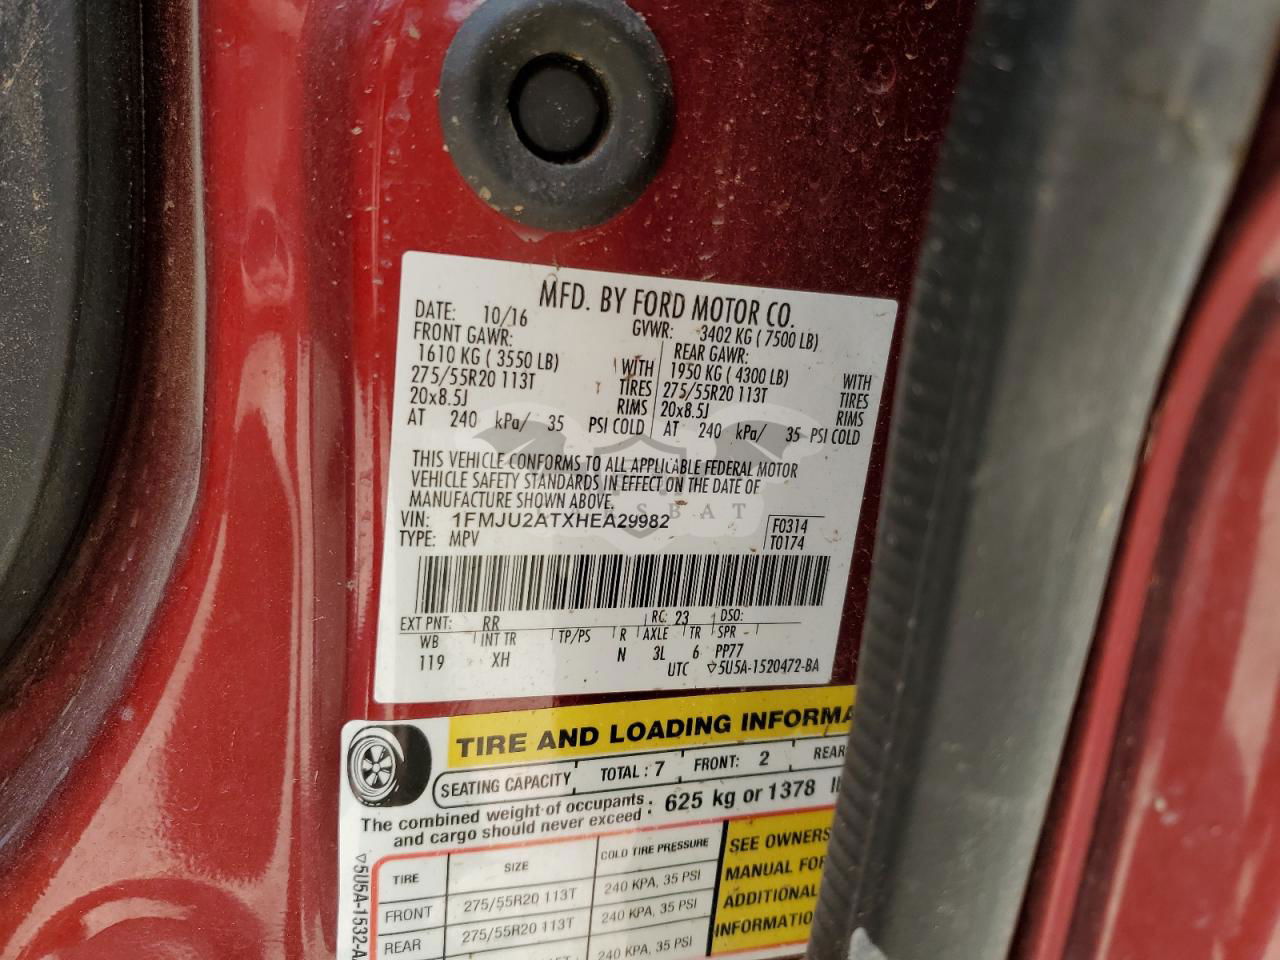 MFD. BY FORD MOTOR CO.
DATE: 10/16 GVWR: 3402 KG ( 7500 LB)
FRONT GAWR: REAR GAWR:
1610 KG ( 3550 LB) WITH 1950 KG ( 4300 LB) WITH
275/55R20 113T TIRES 275/55R20 113T TIRES
20x8.5J RIMS 20x8.5J RIMS
AT 240 kPa/ 35 PSI COLD AT 240 kPa/ 35 PSI COLD
THIS VEHICLE CONFORMS TO ALL APPLICABLE FEDERAL MOTOR
VEHICLE SAFETY STANDARDS IN EFFECT ON THE DATE OF
MANUFACTURE SHOWN ABOVE.
VIN: 1FMJU2ATXHEA29982 F0314
TYPE: MPV T0174
EXT PNT: RR RC: 23 DSO:
WB INT TR TP/PS R AXLE TR SPR
119 XH N 3L 6 PP77
UTC ▽5U5A-1520472-BA
TIRE AND LOADING INFORMA
SEATING CAPACITY TOTAL : 7 FRONT: 2 REAR
The combined weight of occupants
and cargo should never exceed : 625 kg or 1378
TIRE SIZE COLD TIRE PRESSURE
FRONT 275/55R20 113T 240 KPA, 35 PSI
REAR 275/55R20 113T 240 KPA, 35 PSI
240 KPA, 35 PSI
SEE OWNERS
MANUAL FOR
ADDITIONAL
INFORMATION
▽5U5A-1532-A